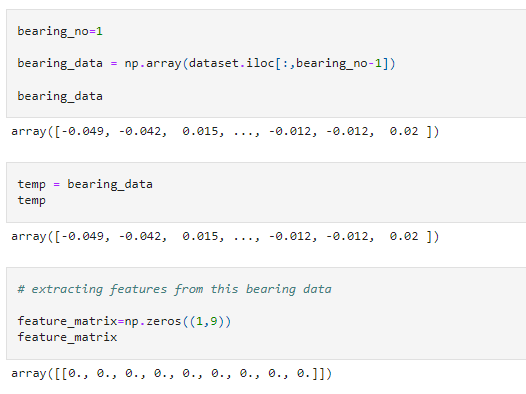 bearing_no=1
bearing_data = np.array(dataset.iloc[:,bearing_no-1])
bearing_data
array([-0.049, -0.042,  0.015, ..., -0.012, -0.012,  0.02 ])
temp = bearing_data
temp
array([-0.049, -0.042,  0.015, ..., -0.012, -0.012,  0.02 ])
# extracting features from this bearing data
feature_matrix=np.zeros((1,9))
feature_matrix
array([[0., 0., 0., 0., 0., 0., 0., 0., 0.]])